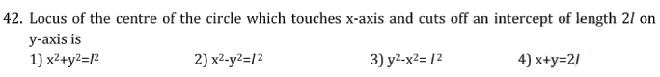 42. Locus of the centre of the circle which touches x-axis and cuts off an intercept of length 2l on
y-axis is
1) x²+y²=l² 2) x²-y²=l² 3) y²-x²= l² 4) x+y=2l